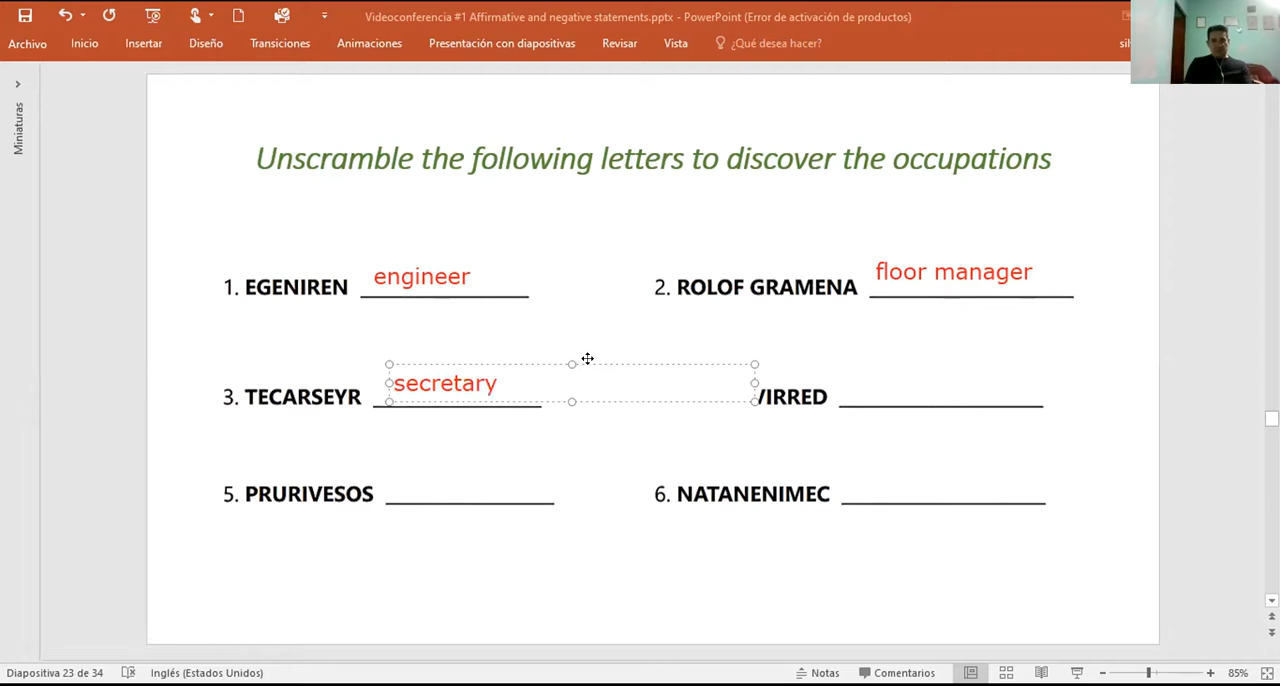 Videoconferencia #1 Affirmative and negative statements.pptx - PowerPoint (Error de activación de productos)
Archivo Inicio Insertar Diseño Transiciones Animaciones Presentación con diapositivas Revisar Vista ¿Qué desea hacer?
Miniaturas
Unscramble the following letters to discover the occupations
1. EGENIREN engineer
2. ROLOF GRAMENA floor manager
3. TECARSEYR secretary
VIRRED
5. PRURIVESOS
6. NATANENIMEC
Diapositiva 23 de 34 Inglés (Estados Unidos) Notas Comentarios 85%